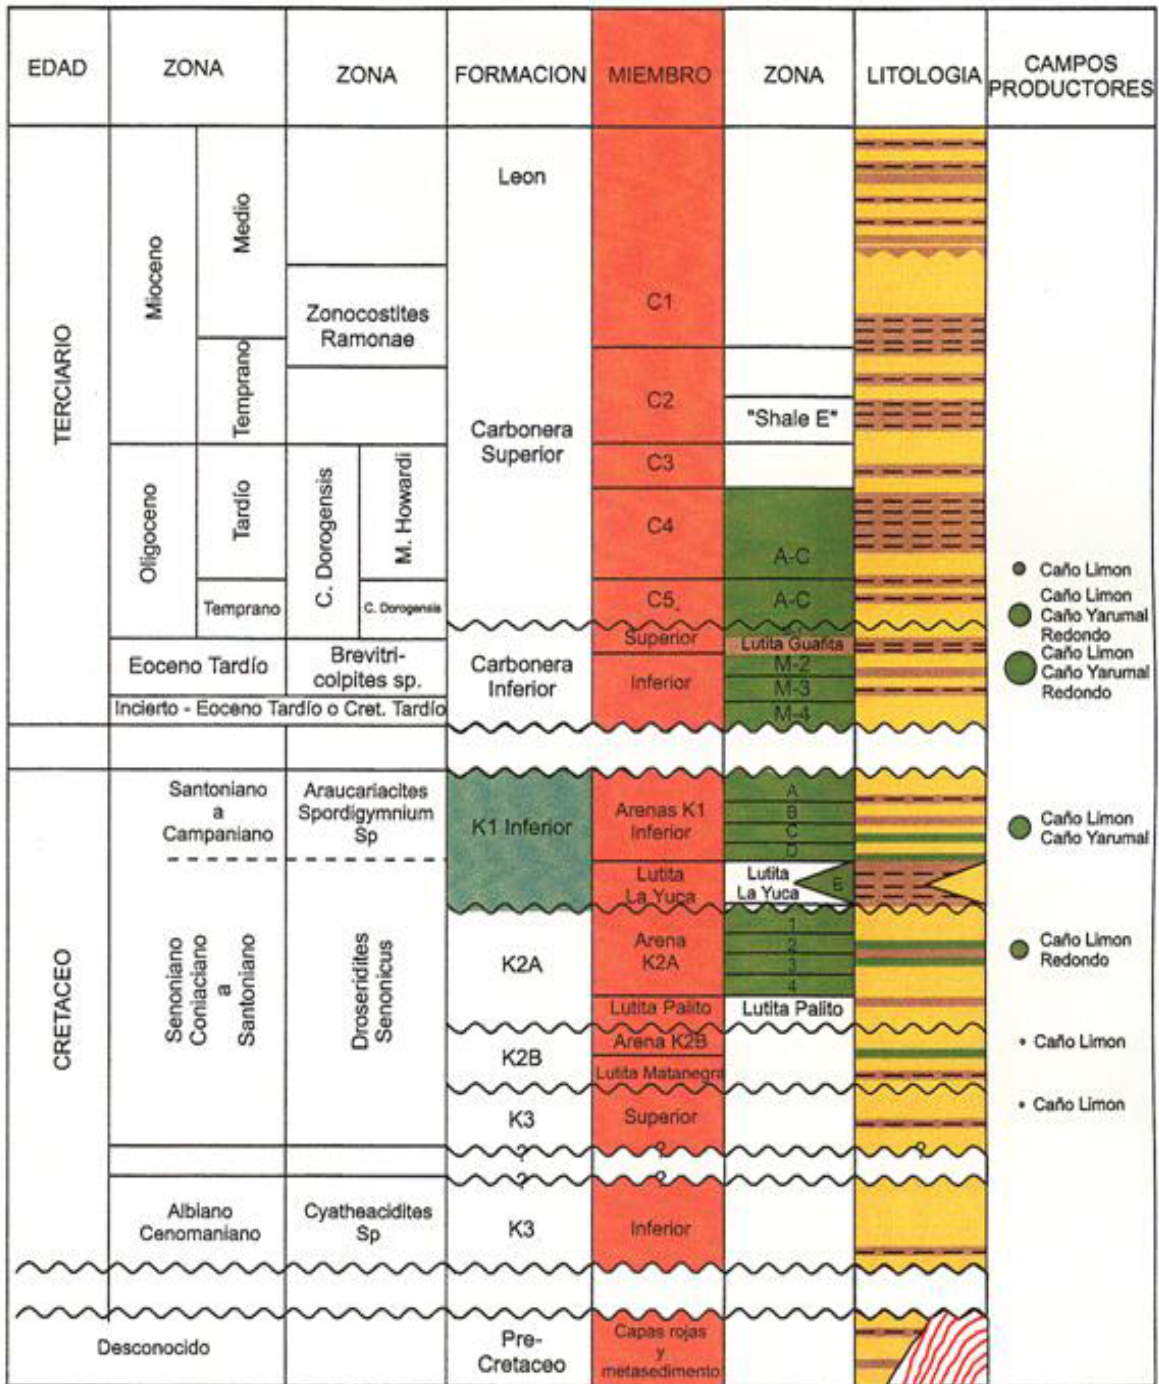 EDAD
ZONA
ZONA
FORMACION
MIEMBRO
ZONA
LITOLOGIA
CAMPOS
PRODUCTORES
TERCIARIO
Mioceno
Medio
Temprano
Zonocostites
Ramonae
Leon
C1
Carbonera
Superior
C2
"Shale E"
C3
Oligoceno
Tardío
Temprano
C. Dorogensis
M. Howardi
C. Dorogensis
C4
A-C
C5
A-C
Caño Limon
Caño Limon
Caño Yarumal
Redondo
Caño Limon
Caño Yarumal
Redondo
Eoceno Tardío
Brevitri-
colpites sp.
Carbonera
Inferior
Superior
Lutita Guafita
Inferior
M-2
M-3
M-4
Incierto - Eoceno Tardío o Cret. Tardío
CRETACEO
Santoniano
a
Campaniano
Araucariacites
Spordigymnium
Sp
K1 Inferior
Arenas K1
Inferior
A
B
C
D
Caño Limon
Caño Yarumal
Lutita
La Yuca
Lutita
La Yuca
E
Senoniano
Coniaciano
a
Santoniano
Droseridites
Senonicus
K2A
Arena
K2A
1
2
3
4
Caño Limon
Redondo
Lutita Palito
Lutita Palito
K2B
Arena K2B
Lutita Matanegra
Caño Limon
K3
Superior
Caño Limon
?
?
?
?
?
Albiano
Cenomaniano
Cyatheacidites
Sp
K3
Inferior
Desconocido
Pre-
Cretaceo
Capas rojas
y
metasedimento